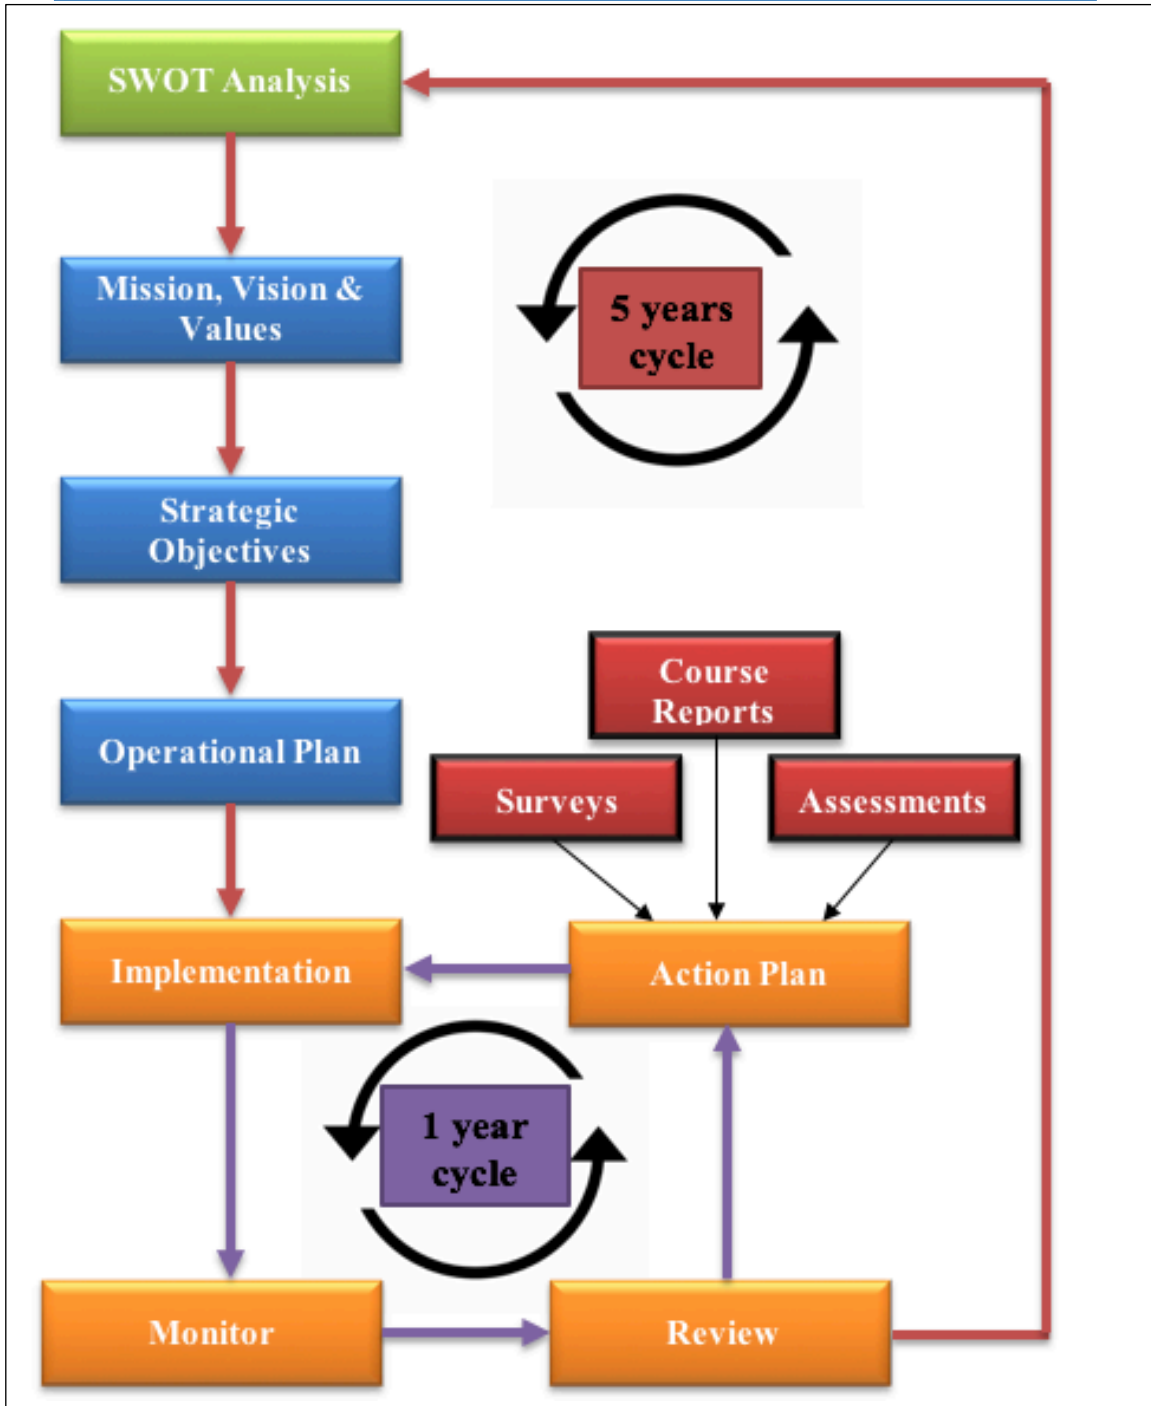 SWOT Analysis
Mission, Vision &
Values
5 years
cycle
Strategic
Objectives
Course
Reports
Operational Plan
Surveys
Assessments
Implementation
Action Plan
1 year
cycle
Monitor
Review